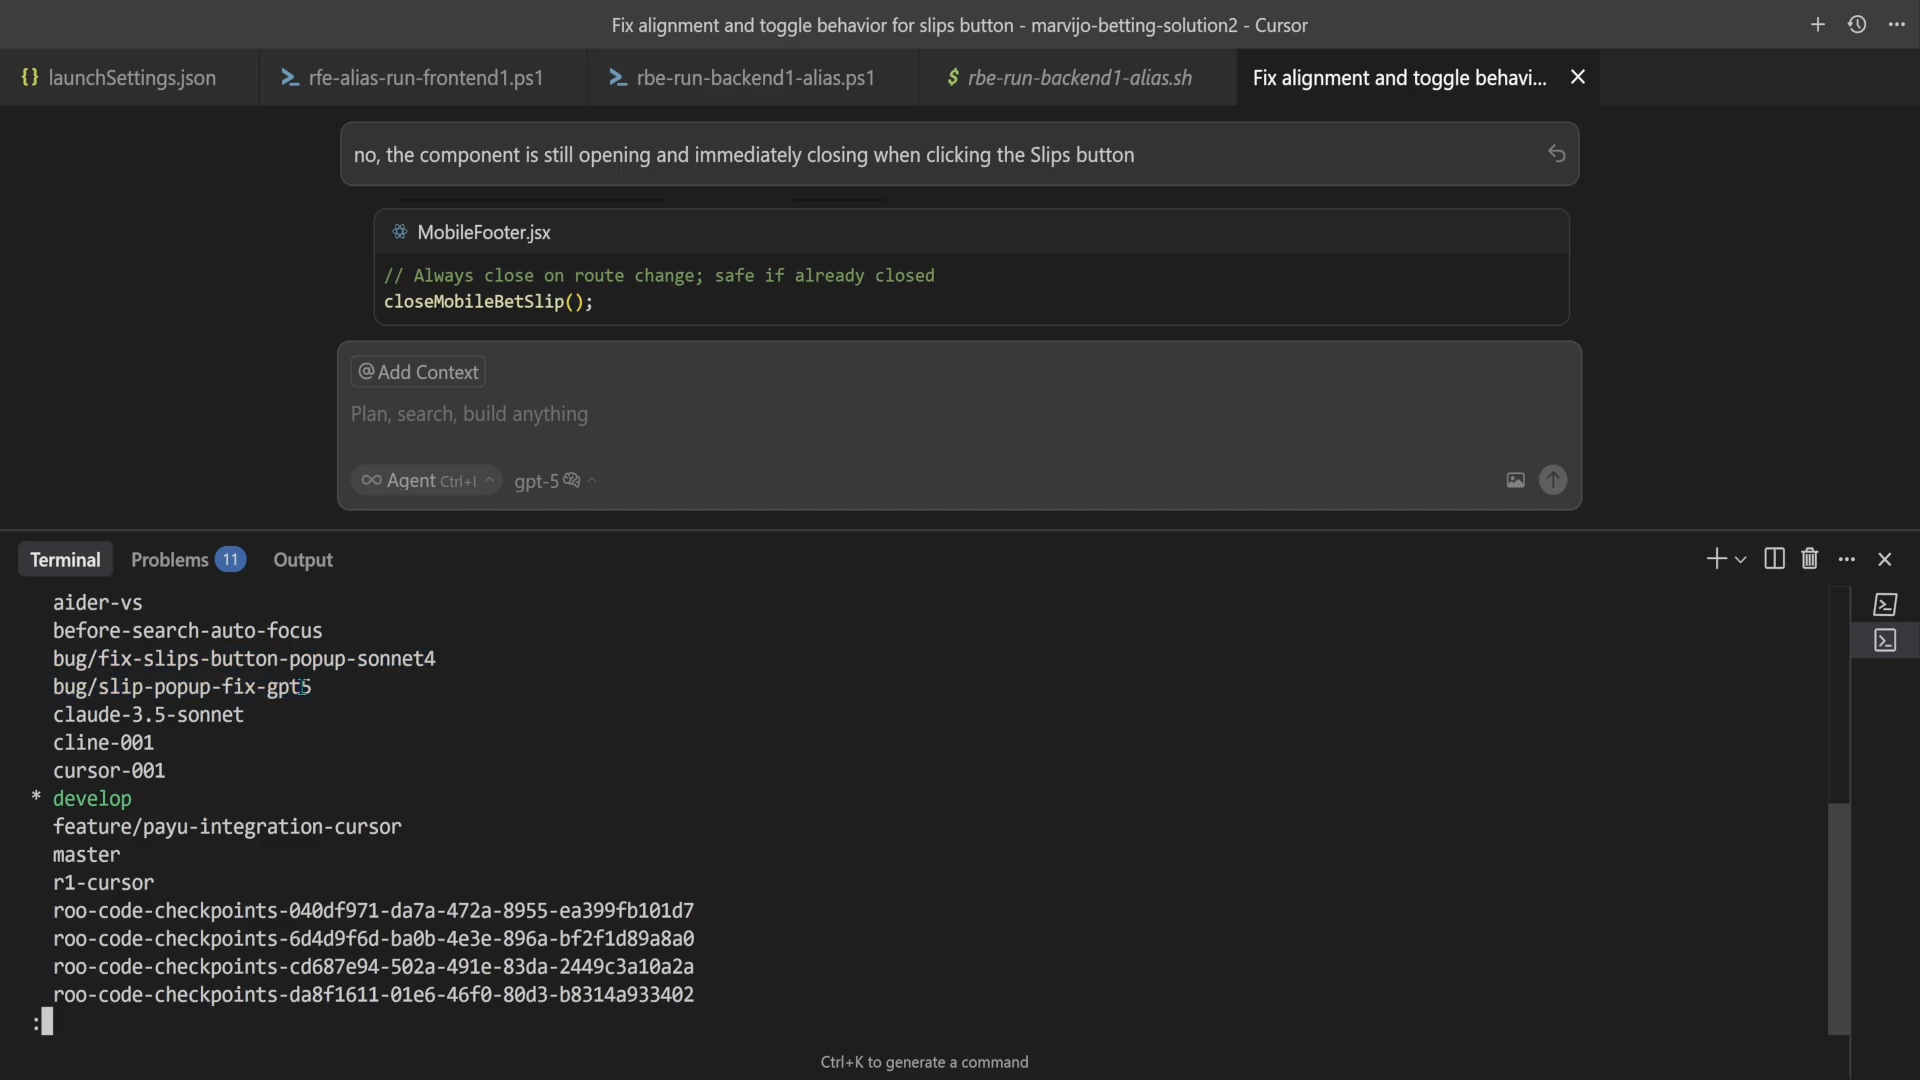 Fix alignment and toggle behavior for slips button - marvijo-betting-solution2 - Cursor
{} launchSettings.json
rfe-alias-run-frontend1.ps1
rbe-run-backend1-alias.ps1
$ rbe-run-backend1-alias.sh
Fix alignment and toggle behavi...
no, the component is still opening and immediately closing when clicking the Slips button
MobileFooter.jsx
// Always close on route change; safe if already closed
closeMobileBetSlip();
@ Add Context
Plan, search, build anything
∞ Agent Ctrl+I
gpt-5
Terminal
Problems 11
Output
aider-vs
before-search-auto-focus
bug/fix-slips-button-popup-sonnet4
bug/slip-popup-fix-gpt5
claude-3.5-sonnet
cline-001
cursor-001
* develop
feature/payu-integration-cursor
master
r1-cursor
roo-code-checkpoints-040df971-da7a-472a-8955-ea399fb101d7
roo-code-checkpoints-6d4d9f6d-ba0b-4e3e-896a-bf2f1d89a8a0
roo-code-checkpoints-cd687e94-502a-491e-83da-2449c3a10a2a
roo-code-checkpoints-da8f1611-01e6-46f0-80d3-b8314a933402
:
Ctrl+K to generate a command